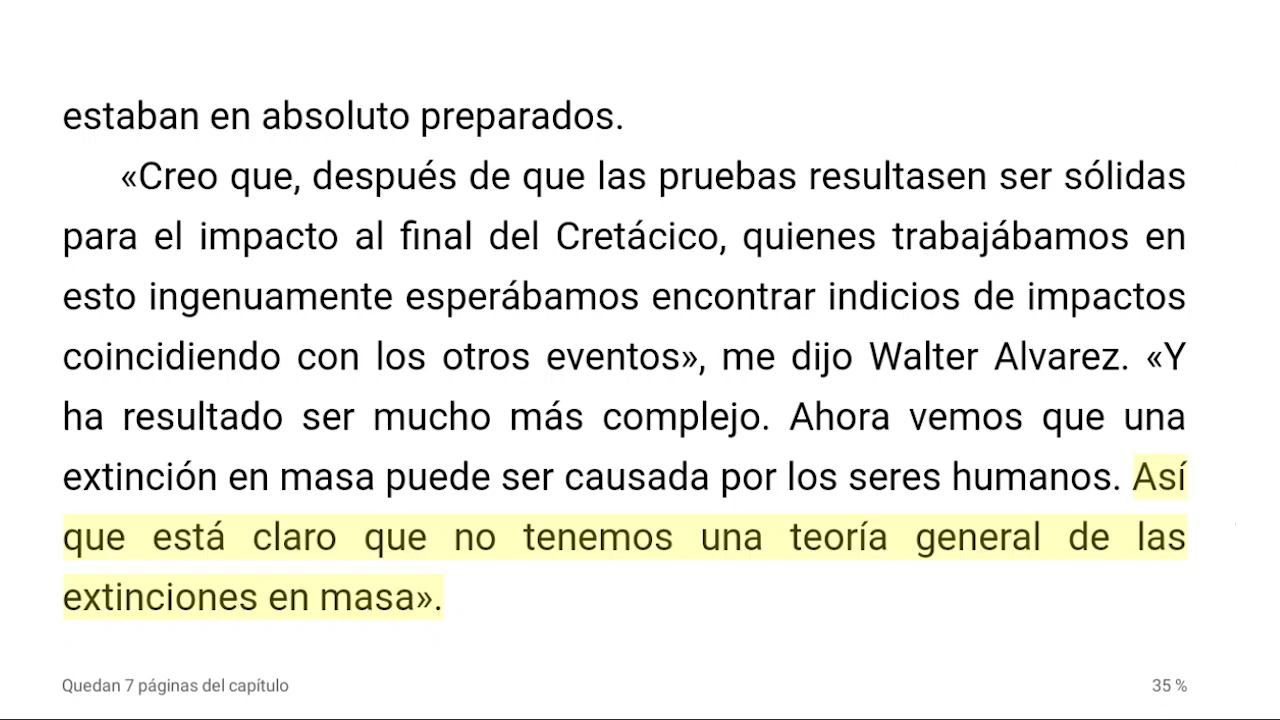 estaban en absoluto preparados.
«Creo que, después de que las pruebas resultasen ser sólidas
para el impacto al final del Cretácico, quienes trabajábamos en
esto ingenuamente esperábamos encontrar indicios de impactos
coincidiendo con los otros eventos», me dijo Walter Alvarez. «Y
ha resultado ser mucho más complejo. Ahora vemos que una
extinción en masa puede ser causada por los seres humanos. Así
que está claro que no tenemos una teoría general de las
extinciones en masa».
Quedan 7 páginas del capítulo
35 %